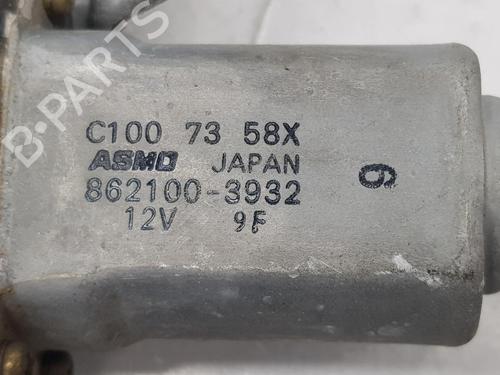 C100 73 58X
ASMO JAPAN
862100-3932
12V 9F
6
B-PARTS